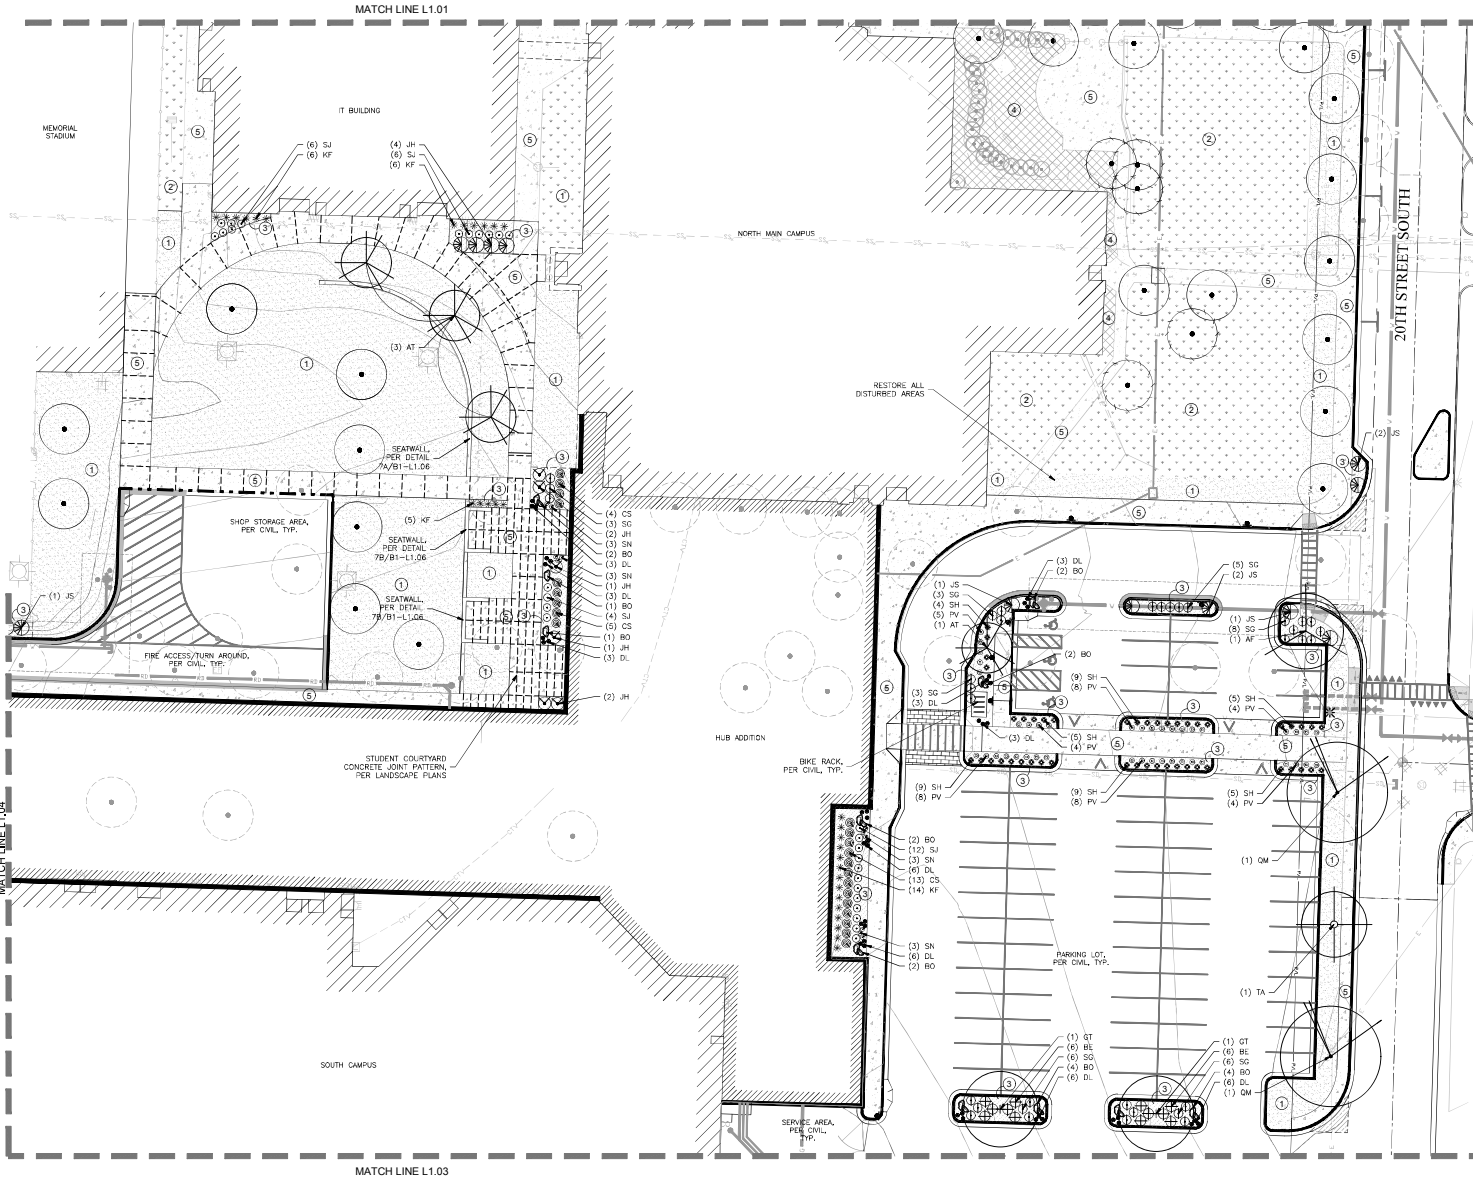 MATCH LINE L1.01
MEMORIAL
STADIUM
IT BUILDING
(6) SJ
(6) KF
(4) JH
(6) SJ
(6) KF
NORTH MAIN CAMPUS
20TH STREET SOUTH
(3) AT
RESTORE ALL
DISTURBED AREAS
(2) JS
SEATWALL,
PER DETAIL
7A/B1-L1.06
SHOP STORAGE AREA,
PER CIVIL, TYP.
(5) KF
SEATWALL,
PER DETAIL
7B/B1-L1.06
SEATWALL,
PER DETAIL
7B/B1-L1.06
(4) CS
(3) SG
(2) JH
(3) SN
(2) BO
(3) DL
(3) SN
(1) JH
(3) DL
(1) BO
(4) SJ
(5) CS
(1) BO
(1) JH
(3) DL
(2) JH
(1) JS
FIRE ACCESS/TURN AROUND,
PER CIVIL, TYP.
STUDENT COURTYARD
CONCRETE JOINT PATTERN,
PER LANDSCAPE PLANS
HUB ADDITION
(3) DL
(2) BO
(1) JS
(3) SG
(4) SH
(5) PV
(1) AT
(5) SG
(2) JS
(1) JS
(8) SG
(1) AF
(2) BO
(3) SG
(3) DL
(9) SH
(8) PV
(5) SH
(4) PV
(3) DL
(5) SH
(4) PV
BIKE RACK,
PER CIVIL, TYP.
(9) SH
(8) PV
(9) SH
(8) PV
(5) SH
(4) PV
(2) BO
(12) SJ
(3) SN
(6) DL
(13) CS
(14) KF
(3) SN
(6) DL
(2) BO
(1) QM
PARKING LOT,
PER CIVIL, TYP.
(1) TA
SOUTH CAMPUS
(1) GT
(6) BE
(6) SG
(4) BO
(6) DL
(1) GT
(6) BE
(6) SG
(4) BO
(6) DL
(1) QM
SERVICE AREA,
PER CIVIL,
TYP.
MATCH LINE L1.04
MATCH LINE L1.03